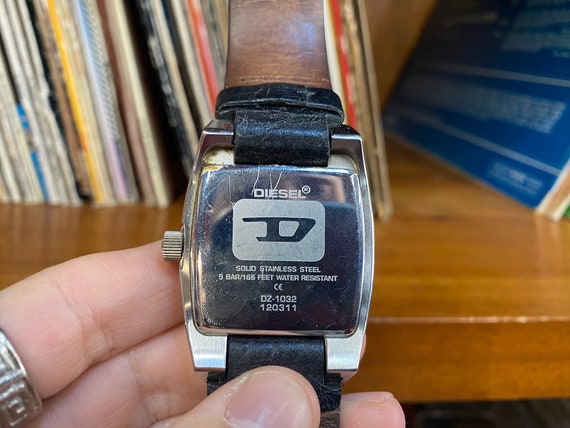 DIESEL®
D
SOLID STAINLESS STEEL
5 BAR/165 FEET WATER RESISTANT
CE
DZ-1032
120311